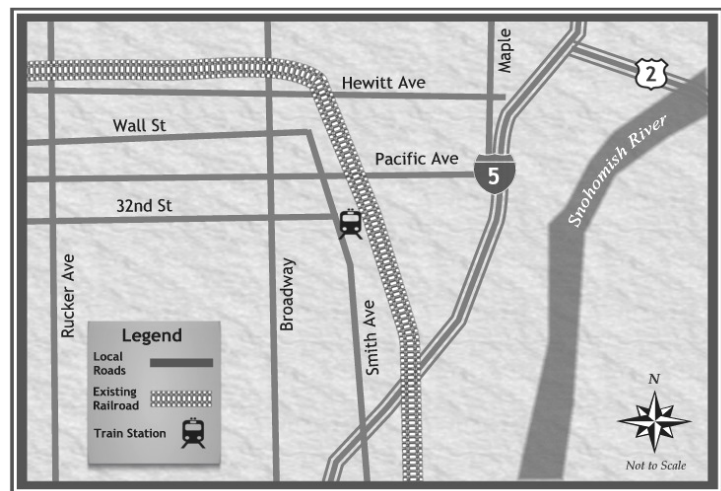 Maple
Hewitt Ave
2
Wall St
Pacific Ave
5
Snohomish River
32nd St
Rucker Ave
Broadway
Smith Ave
Legend
Local
Roads
Existing
Railroad
Train Station
N
Not to Scale